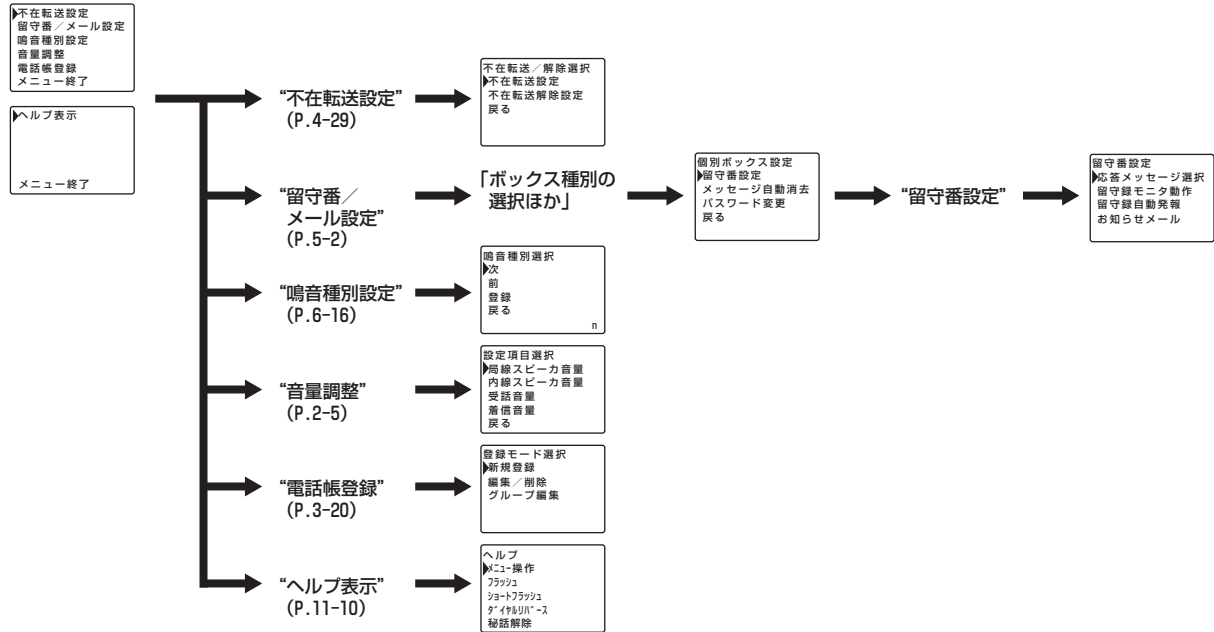 ▶不在転送設定
留守番／メール設定
鳴音種別設定
音量調整
電話帳登録
メニュー終了
▶ヘルプ表示
メニュー終了
“不在転送設定”
(P.4-29)
不在転送／解除選択
▶不在転送設定
不在転送解除設定
戻る
“留守番／
メール設定”
(P.5-2)
「ボックス種別の
選択ほか」
個別ボックス設定
▶留守番設定
メッセージ自動消去
パスワード変更
戻る
“留守番設定”
留守番設定
▶応答メッセージ選択
留守録モニタ動作
留守録自動発報
お知らせメール
“鳴音種別設定”
(P.6-16)
鳴音種別選択
▶次
前
登録
戻る
n
“音量調整”
(P.2-5)
設定項目選択
▶局線スピーカ音量
内線スピーカ音量
受話音量
着信音量
戻る
“電話帳登録”
(P.3-20)
登録モード選択
▶新規登録
編集／削除
グループ編集
“ヘルプ表示”
(P.11-10)
ヘルプ
▶ﾒﾆｭｰ操作
ﾌﾗｯｼｭ
ｼｮｰﾄﾌﾗｯｼｭ
ﾀﾞｲﾔﾙﾘﾊﾞｰｽ
秘話解除